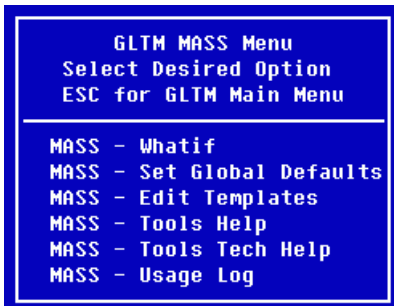 GLTM MASS Menu
Select Desired Option
ESC for GLTM Main Menu
MASS - Whatif
MASS - Set Global Defaults
MASS - Edit Templates
MASS - Tools Help
MASS - Tools Tech Help
MASS - Usage Log